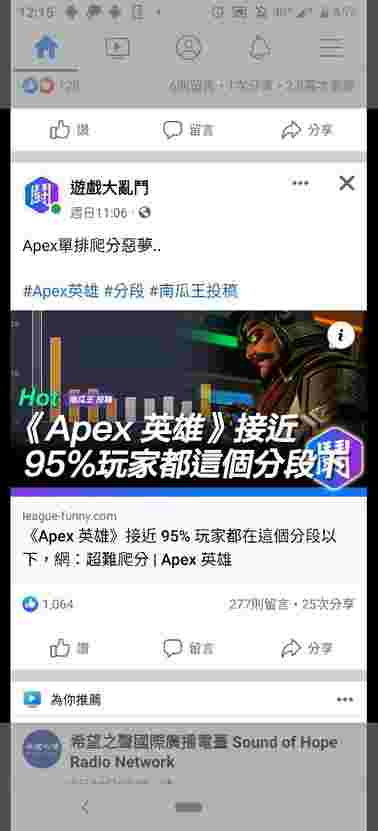 12:15
128
6則留言・1次分享・2.8萬次觀看
讚 留言 分享
遊戲大亂鬥
週日11:06
Apex單排爬分惡夢..
#Apex英雄 #分段 #南瓜王投稿
Hot 南瓜王 投稿
《Apex 英雄》接近
95%玩家都這個分段下
league-funny.com
《Apex 英雄》接近 95% 玩家都在這個分段以
下，網：超難爬分 | Apex 英雄
1,064
277則留言・25次分享
讚 留言 分享
為你推薦
希望之聲國際廣播電臺 Sound of Hope
Radio Network